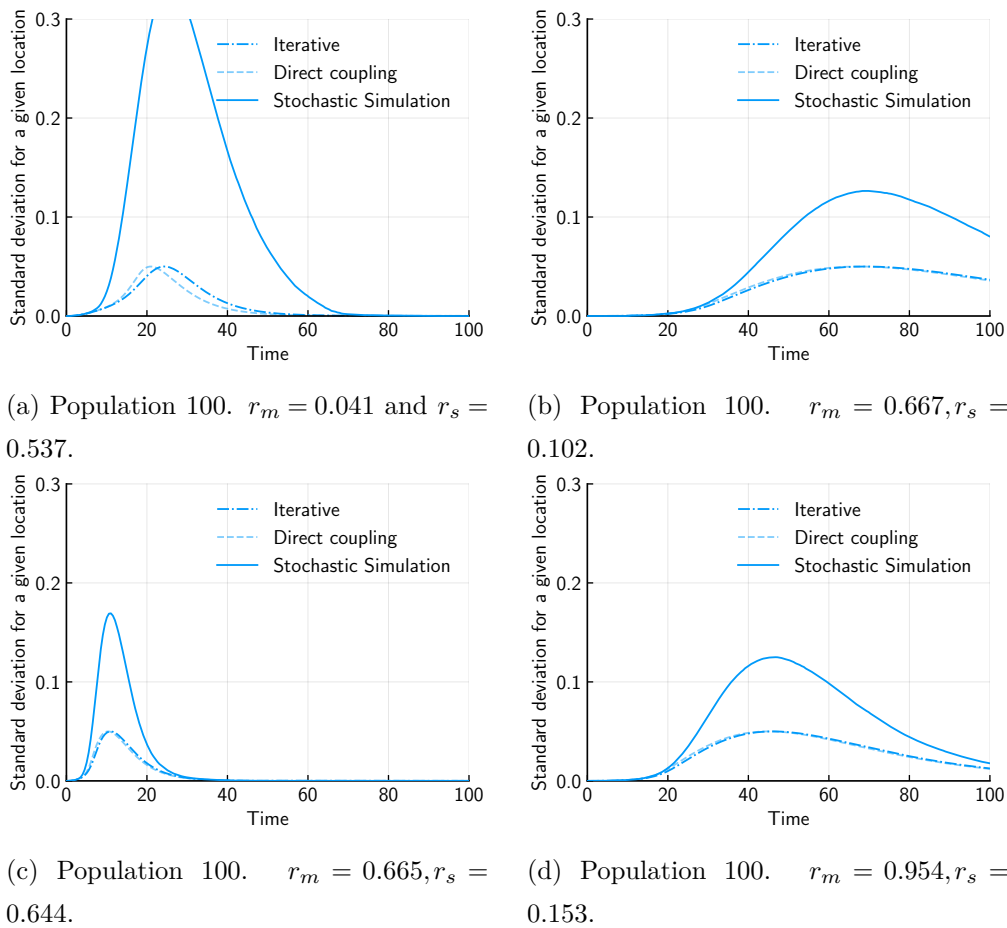 Standard deviation for a given location
0.3
0.2
0.1
0.0
Iterative
Direct coupling
Stochastic Simulation
0 20 40 60 80 100
Time
(a) Population 100. r_m = 0.041 and r_s =
0.537.
Standard deviation for a given location
0.3
0.2
0.1
0.0
Iterative
Direct coupling
Stochastic Simulation
0 20 40 60 80 100
Time
(b) Population 100. r_m = 0.667, r_s =
0.102.
Standard deviation for a given location
0.3
0.2
0.1
0.0
Iterative
Direct coupling
Stochastic Simulation
0 20 40 60 80 100
Time
(c) Population 100. r_m = 0.665, r_s =
0.644.
Standard deviation for a given location
0.3
0.2
0.1
0.0
Iterative
Direct coupling
Stochastic Simulation
0 20 40 60 80 100
Time
(d) Population 100. r_m = 0.954, r_s =
0.153.